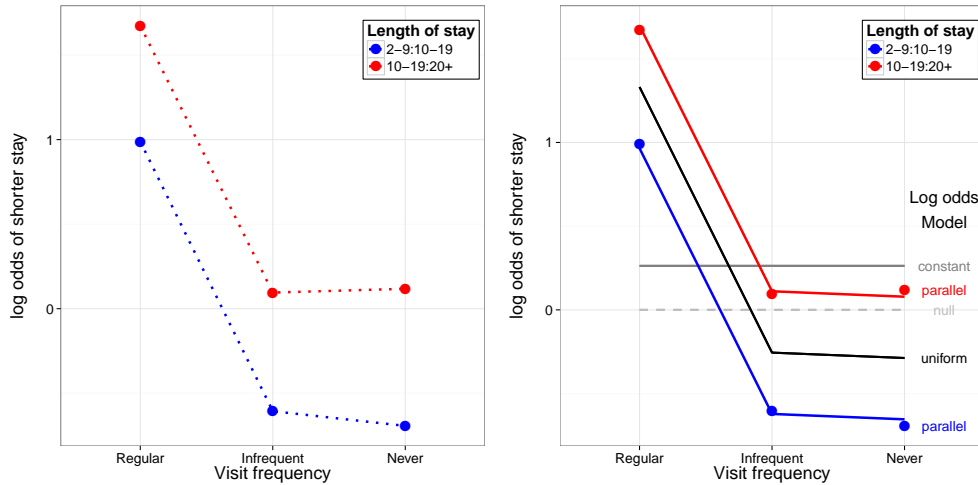 Length of stay
2−9:10−19
10−19:20+
log odds of shorter stay
1
0
Regular
Infrequent
Never
Visit frequency
Length of stay
2−9:10−19
10−19:20+
log odds of shorter stay
1
0
Log odds
Model
constant
parallel
null
uniform
parallel
Regular
Infrequent
Never
Visit frequency